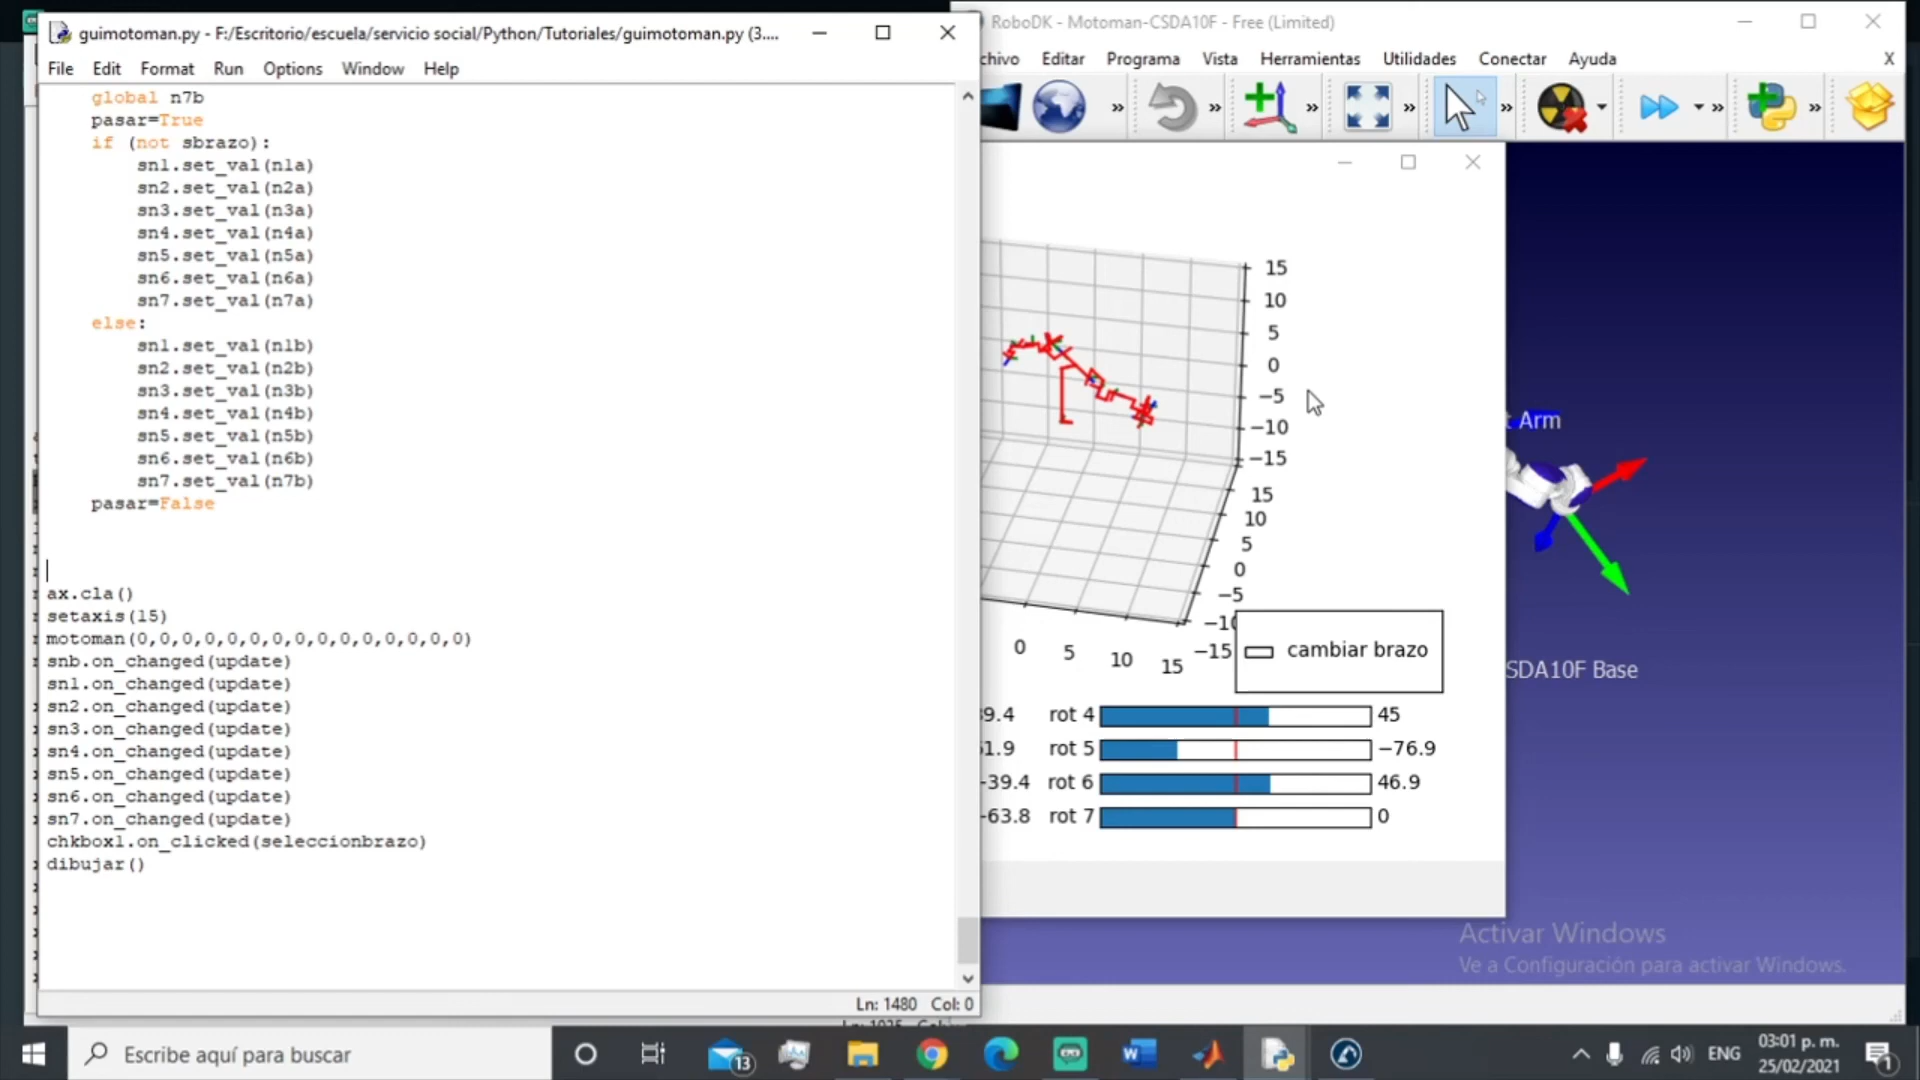 guimotoman.py - F:/Escritorio/escuela/servicio social/Python/Tutoriales/guimotoman.py (3....
File Edit Format Run Options Window Help
global n7b
pasar=True
if (not sbrazo):
sn1.set_val(n1a)
sn2.set_val(n2a)
sn3.set_val(n3a)
sn4.set_val(n4a)
sn5.set_val(n5a)
sn6.set_val(n6a)
sn7.set_val(n7a)
else:
sn1.set_val(n1b)
sn2.set_val(n2b)
sn3.set_val(n3b)
sn4.set_val(n4b)
sn5.set_val(n5b)
sn6.set_val(n6b)
sn7.set_val(n7b)
pasar=False
ax.cla()
setaxis(15)
motoman(0,0,0,0,0,0,0,0,0,0,0,0,0,0,0)
snb.on_changed(update)
sn1.on_changed(update)
sn2.on_changed(update)
sn3.on_changed(update)
sn4.on_changed(update)
sn5.on_changed(update)
sn6.on_changed(update)
sn7.on_changed(update)
chkbox1.on_clicked(seleccionbrazo)
dibujar()
Ln: 1480 Col: 0
RoboDK - Motoman-CSDA10F - Free (Limited)
chivo Editar Programa Vista Herramientas Utilidades Conectar Ayuda X
15
10
5
0
−5
−10
−15
15
10
5
0
−5
−10
−15
0 5 10 15
cambiar brazo
39.4 rot 4 45
51.9 rot 5 −76.9
-39.4 rot 6 46.9
-63.8 rot 7 0
t Arm
SDA10F Base
Activar Windows
Ve a Configuración para activar Windows.
Escribe aquí para buscar
13
ENG
03:01 p. m.
25/02/2021
1